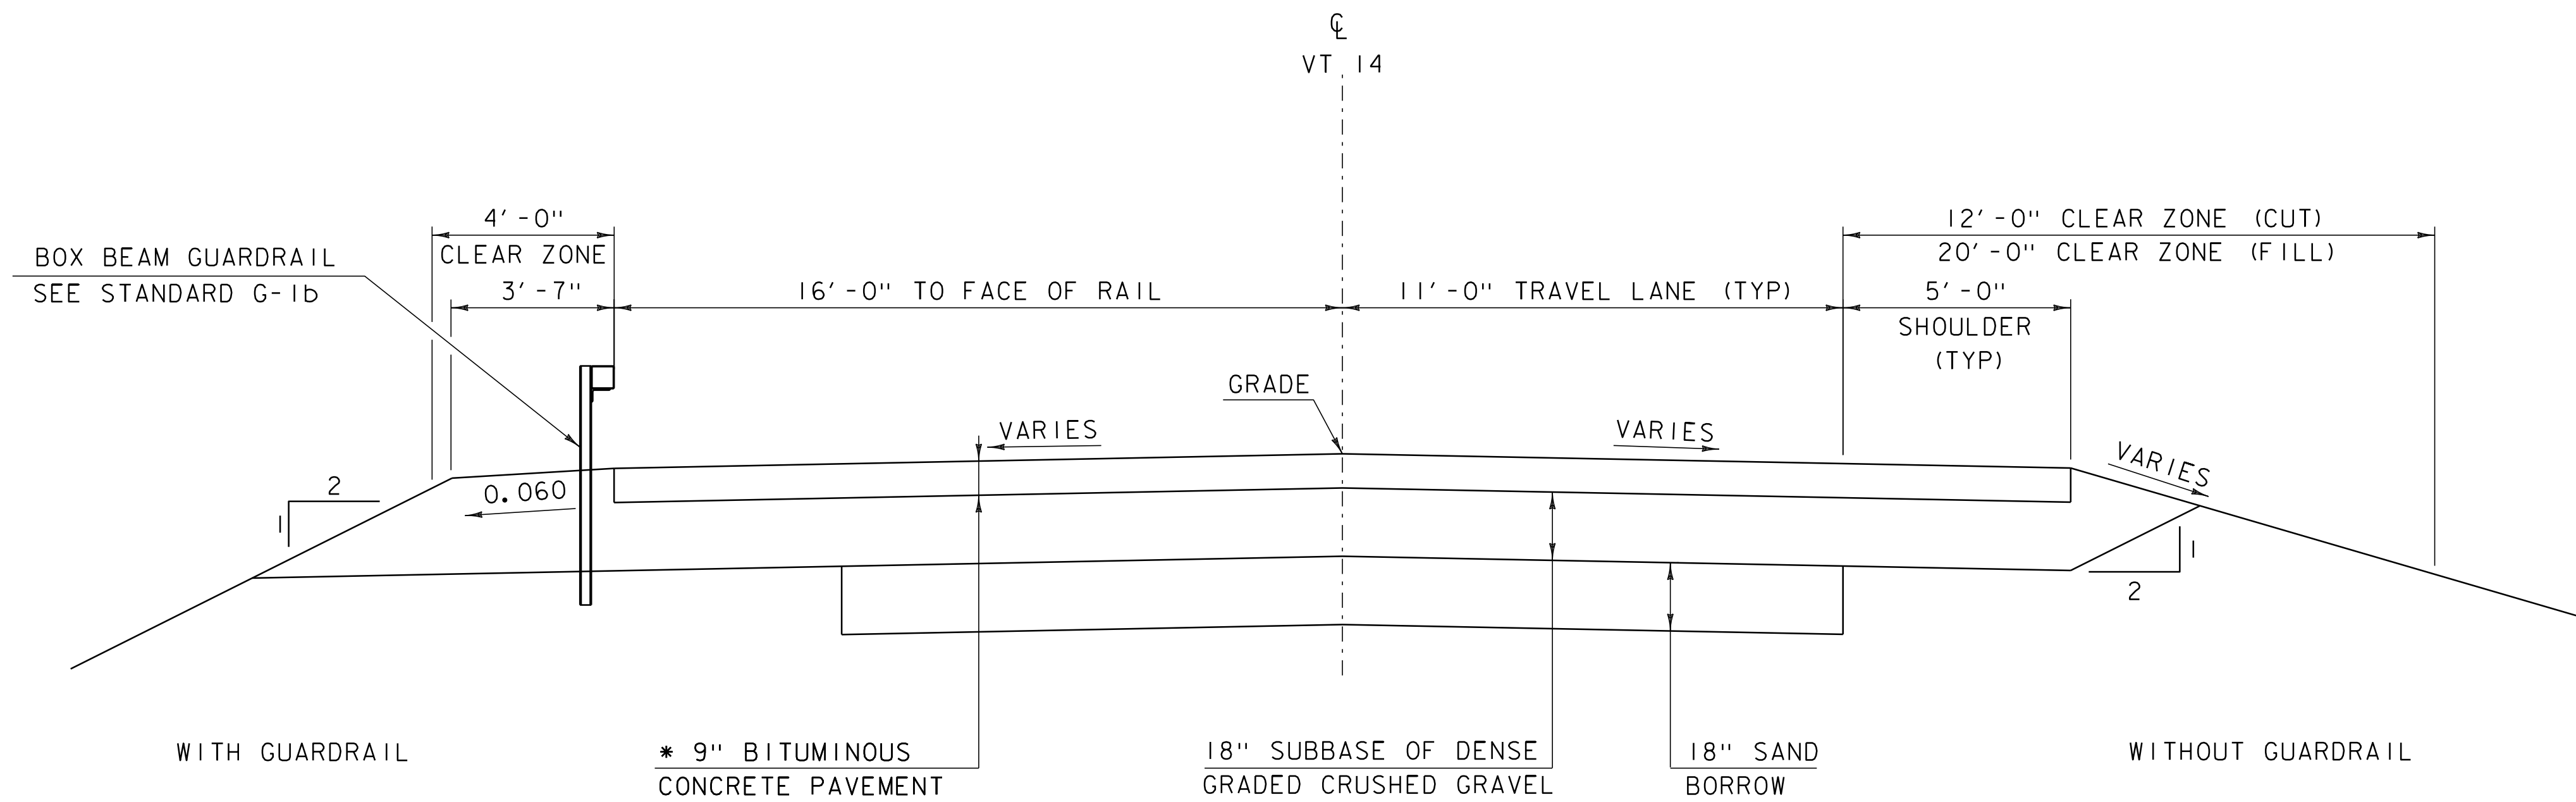 ℄
VT 14
4'-0"
CLEAR ZONE
12'-0" CLEAR ZONE (CUT)
20'-0" CLEAR ZONE (FILL)
BOX BEAM GUARDRAIL
SEE STANDARD G-1b
3'-7"
16'-0" TO FACE OF RAIL
11'-0" TRAVEL LANE (TYP)
5'-0"
SHOULDER
(TYP)
GRADE
VARIES
VARIES
VARIES
2
1
0.060
1
2
WITH GUARDRAIL
* 9" BITUMINOUS
CONCRETE PAVEMENT
18" SUBBASE OF DENSE
GRADED CRUSHED GRAVEL
18" SAND
BORROW
WITHOUT GUARDRAIL